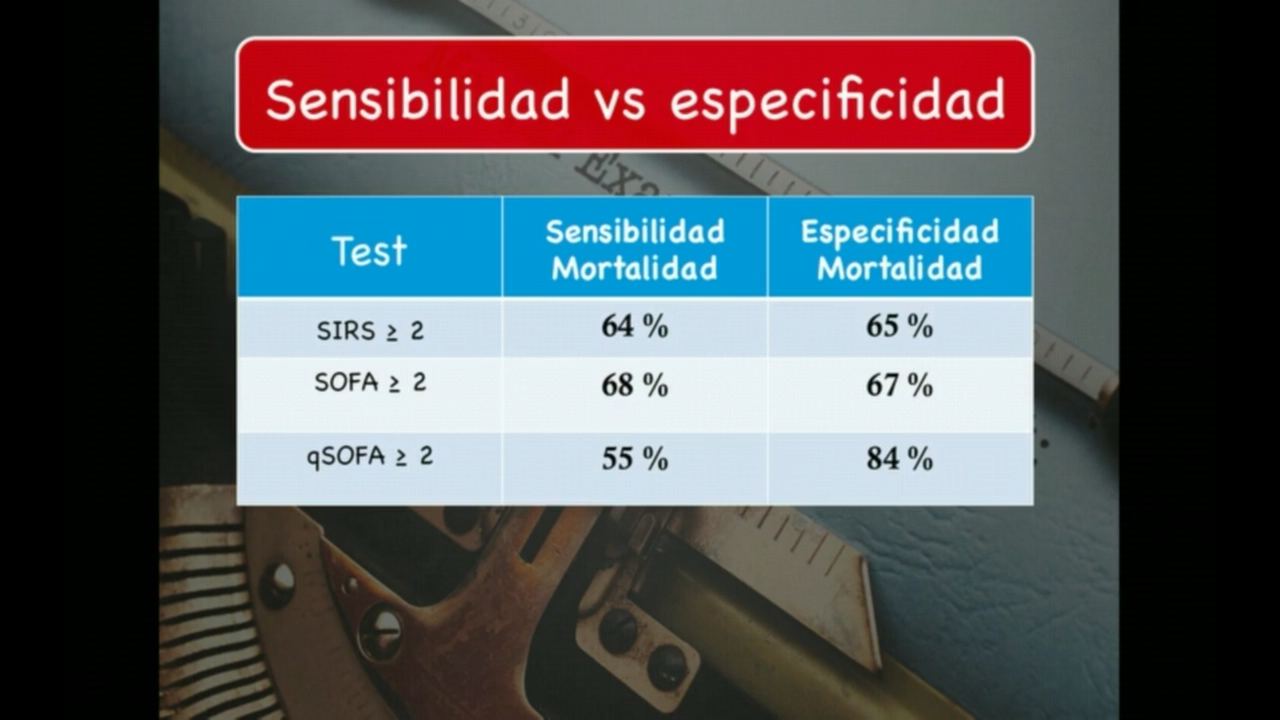 Sensibilidad vs especificidad
Test
Sensibilidad
Mortalidad
Especificidad
Mortalidad
SIRS ≥ 2
64 %
65 %
SOFA ≥ 2
68 %
67 %
qSOFA ≥ 2
55 %
84 %